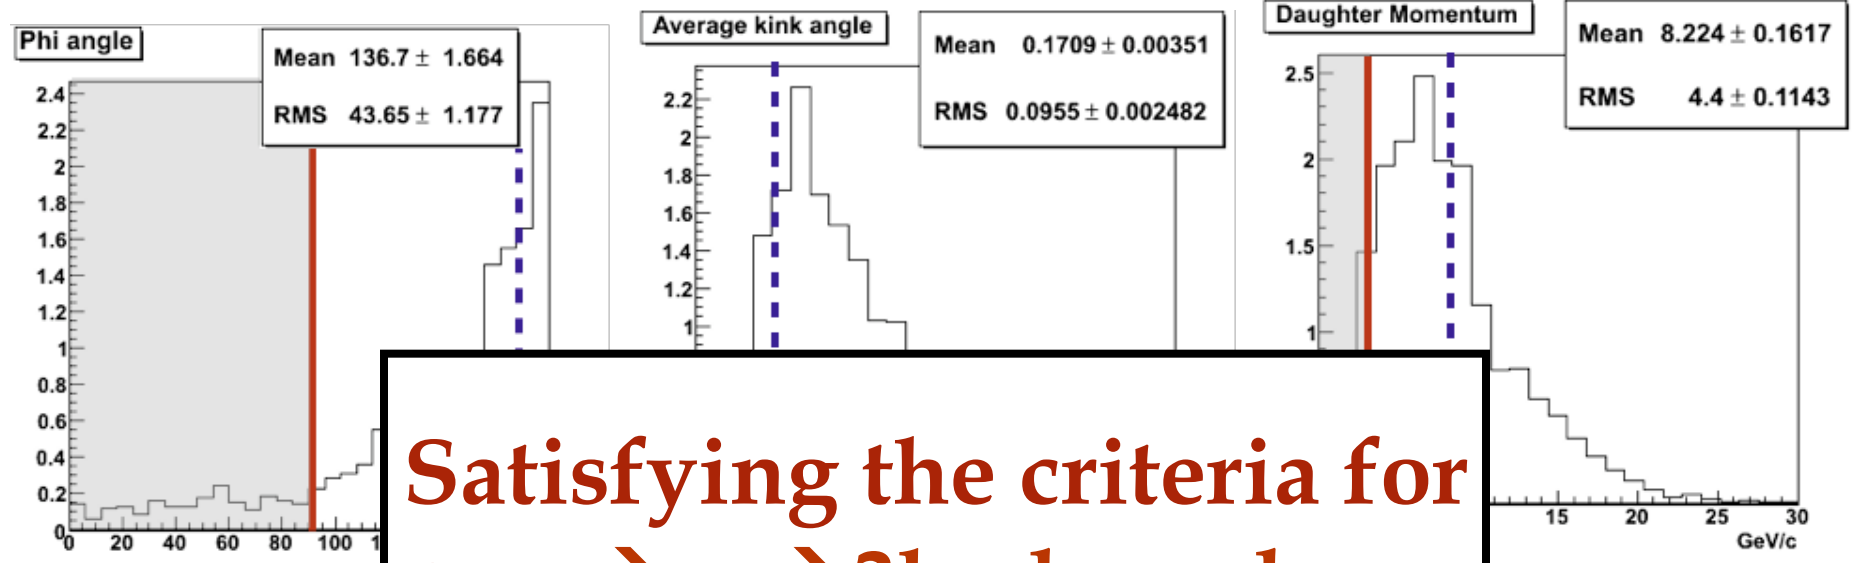 Phi angle
Mean 136.7 ± 1.664
RMS 43.65 ± 1.177
2.4
2.2
2
1.8
1.6
1.4
1.2
1
0.8
0.6
0.4
0.2
0
0 20 40 60 80 100
Average kink angle
Mean 0.1709 ± 0.00351
RMS 0.0955 ± 0.002482
2.2
2
1.8
1.6
1.4
1.2
1
Daughter Momentum
Mean 8.224 ± 0.1617
RMS 4.4 ± 0.1143
2.5
2
1.5
1
15 20 25 30
GeV/c
Satisfying the criteria for